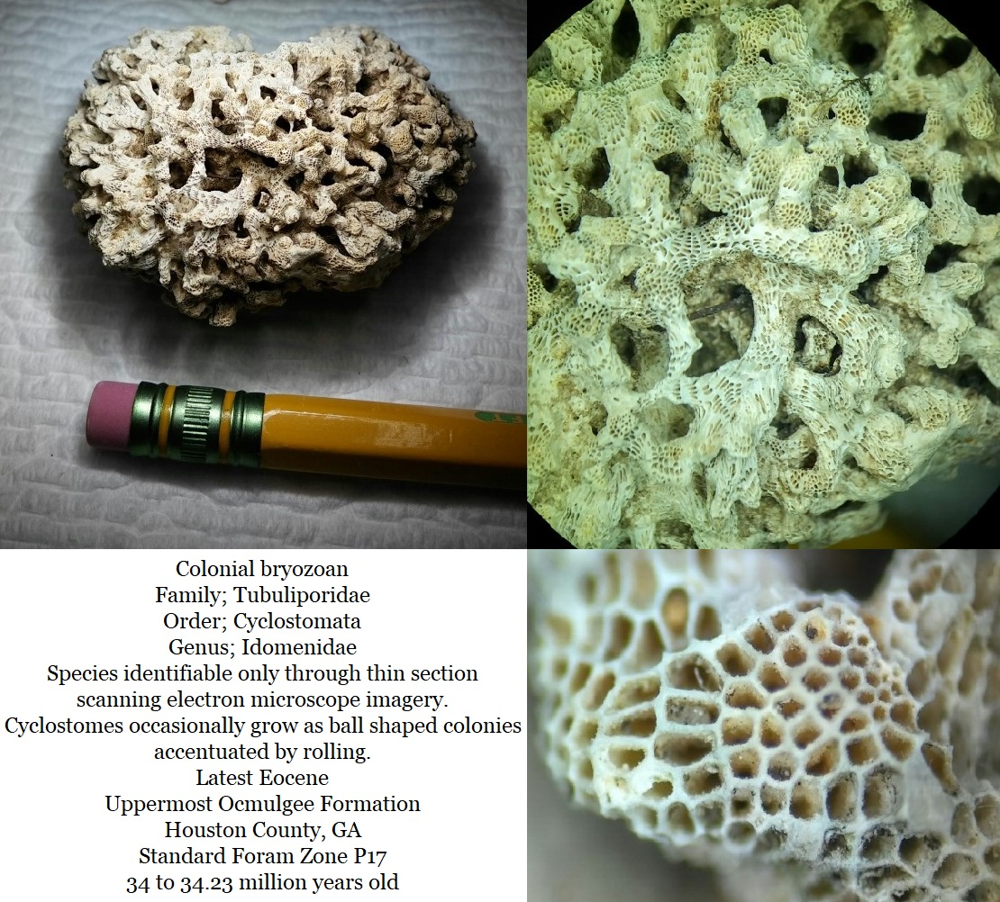 Colonial bryozoan
Family; Tubuliporidae
Order; Cyclostomata
Genus; Idomenidae
Species identifiable only through thin section
scanning electron microscope imagery.
Cyclostomes occasionally grow as ball shaped colonies
accentuated by rolling.
Latest Eocene
Uppermost Ocmulgee Formation
Houston County, GA
Standard Foram Zone P17
34 to 34.23 million years old